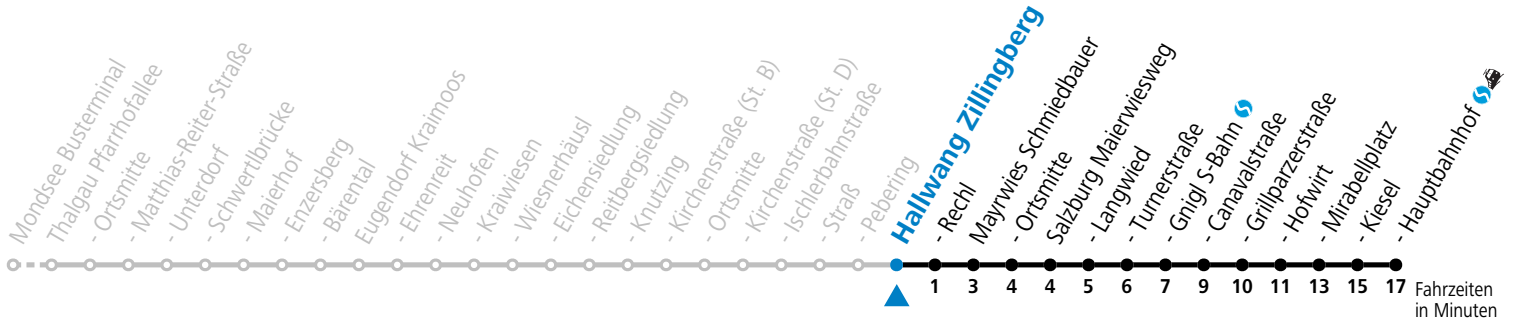 Mondsee Busterminal
Thalgau Pfarrhofallee
- Ortsmitte
- Matthias-Reiter-Straße
- Unterdorf
- Schwertlbrücke
- Maierhof
- Enzersberg
- Bärental
Eugendorf Kraimoos
- Ehrenreit
- Neuhofen
- Kraiwiesen
- Wiesnerhäusl
- Eichensiedlung
- Reitbergsiedlung
- Knutzing
- Kirchenstraße (St. B)
- Ortsmitte
- Kirchenstraße (St. D)
- Ischlerbahnstraße
- Straß
- Pebering
Hallwang Zillingberg
- Rechl
Mayrwies Schmiedbauer
- Ortsmitte
Salzburg Maierwiesweg
- Langwied
- Turnerstraße
- Gnigl S-Bahn
- Canavalstraße
- Grillparzerstraße
- Hofwirt
- Mirabellplatz
- Kiesel
- Hauptbahnhof
1 3 4 4 5 6 7 9 10 11 13 15 17 Fahrzeiten
in Minuten